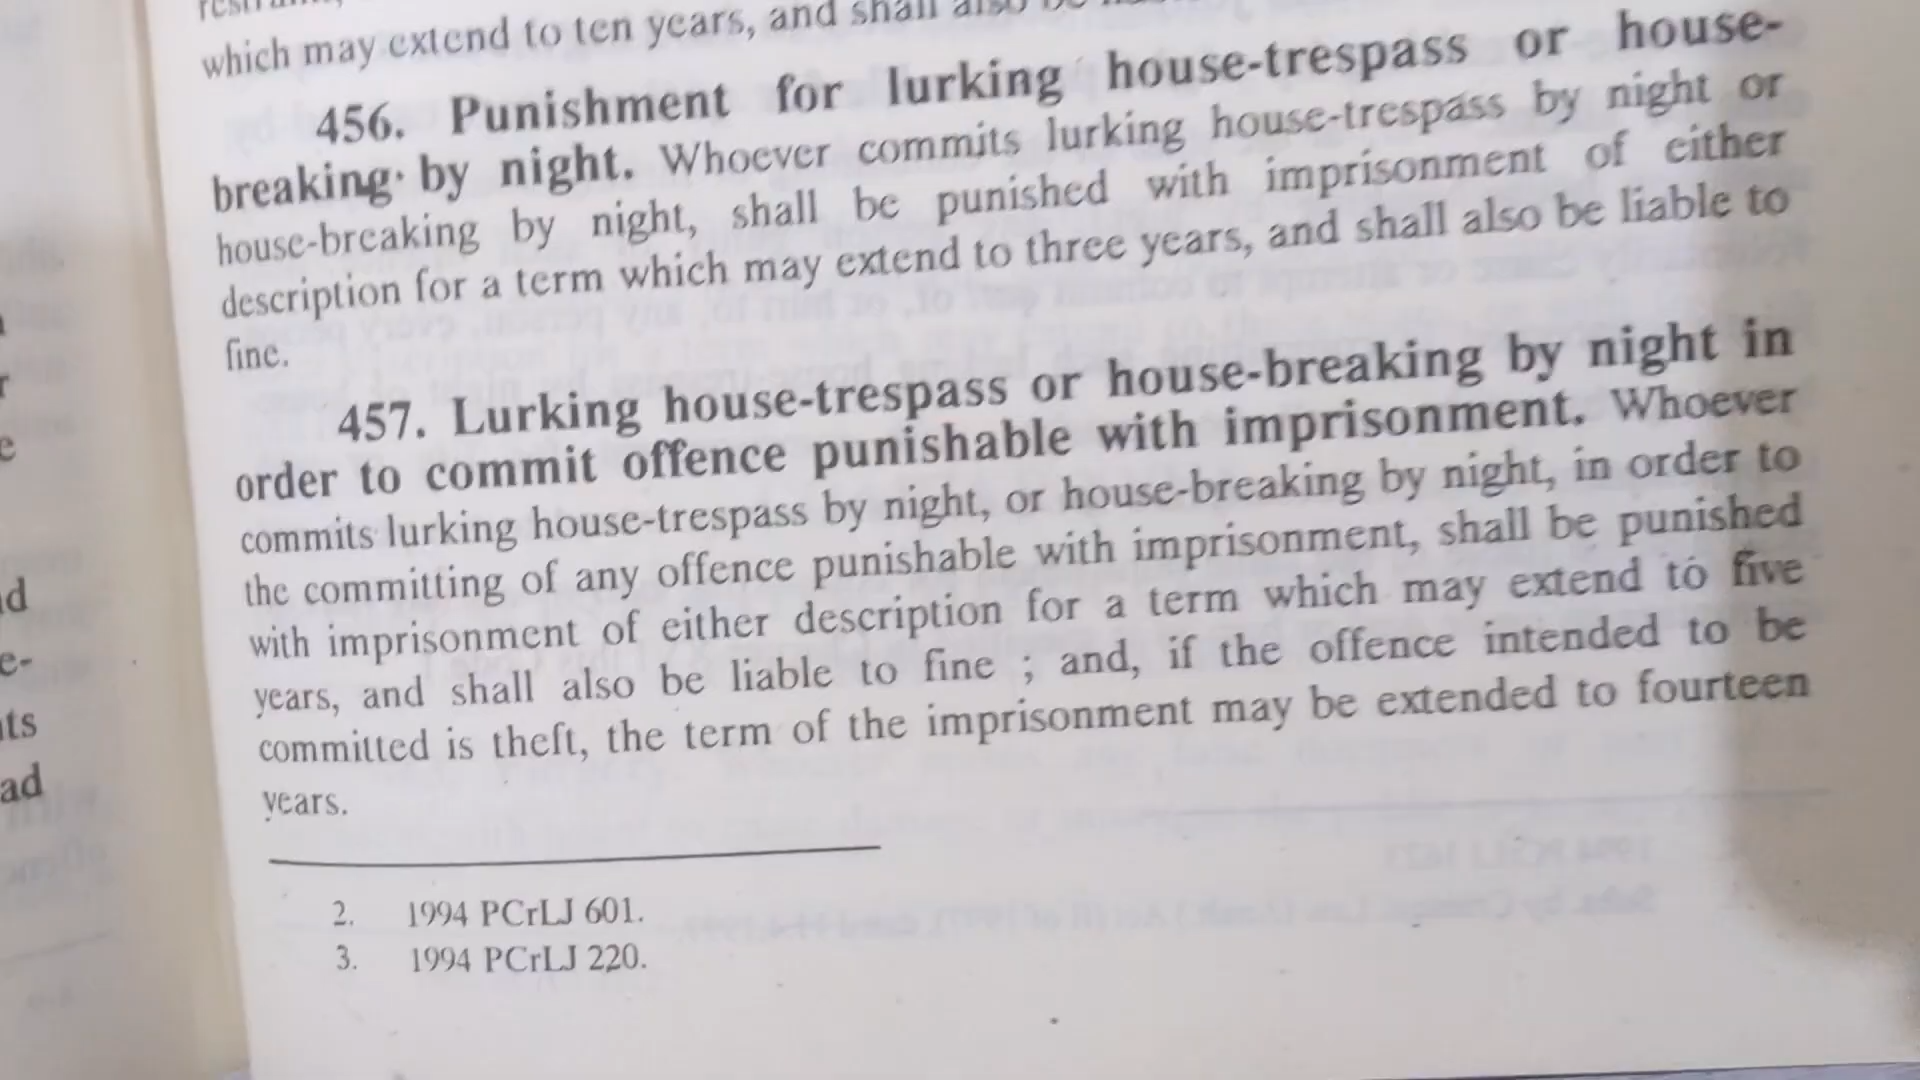 which may extend to ten years, and shall also be
456. Punishment for lurking house-trespass or house-
breaking by night. Whoever commits lurking house-trespass by night or
house-breaking by night, shall be punished with imprisonment of either
description for a term which may extend to three years, and shall also be liable to
fine.
457. Lurking house-trespass or house-breaking by night in
order to commit offence punishable with imprisonment. Whoever
commits lurking house-trespass by night, or house-breaking by night, in order to
the committing of any offence punishable with imprisonment, shall be punished
with imprisonment of either description for a term which may extend to five
years, and shall also be liable to fine ; and, if the offence intended to be
committed is theft, the term of the imprisonment may be extended to fourteen
years.
2. 1994 PCrLJ 601.
3. 1994 PCrLJ 220.